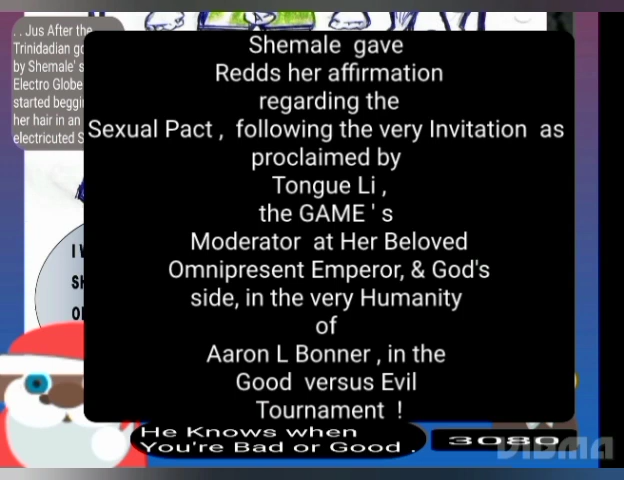 . . Jus After the
Trinidadian
by Shemale' s
Electro Globe
started
her hair in an
electricuted
Shemale gave
Redds her affirmation
regarding the
Sexual Pact , following the very Invitation as
proclaimed by
Tongue Li ,
the GAME ' s
Moderator at Her Beloved
Omnipresent Emperor, & God's
side, in the very Humanity
of
Aaron L Bonner , in the
Good versus Evil
Tournament !
He Knows when
You're Bad or Good .
3080
VIDMA